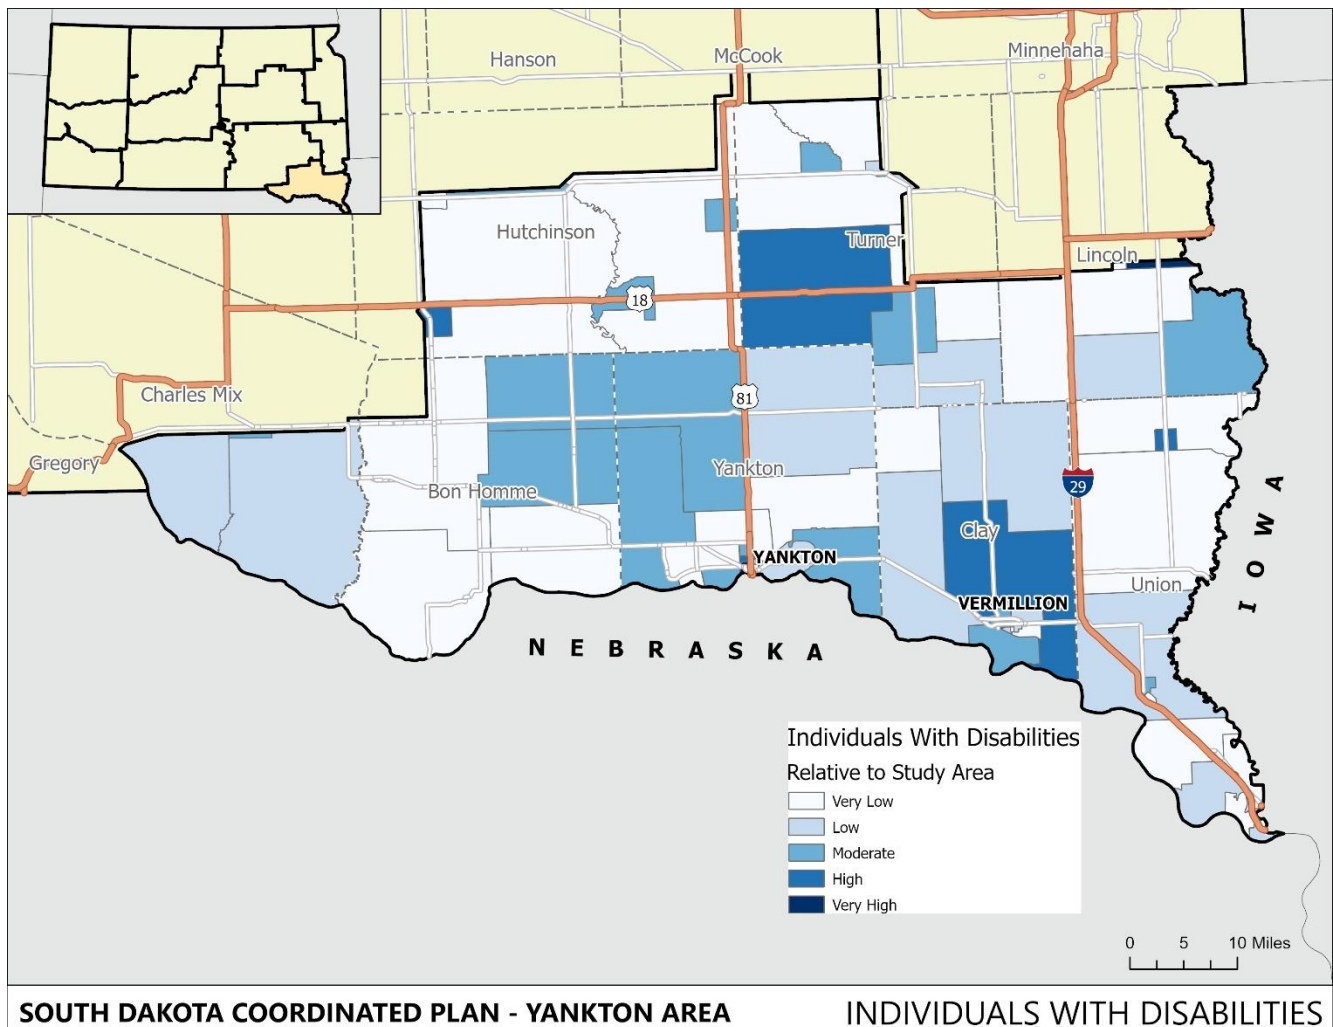 Hanson
McCook
Minnehaha
Hutchinson
Turner
Lincoln
18
Charles Mix
81
Gregory
Yankton
Bon Homme
29
Clay
YANKTON
Union
VERMILLION
IOWA
NEBRASKA
Individuals With Disabilities
Relative to Study Area
Very Low
Low
Moderate
High
Very High
0 5 10 Miles
SOUTH DAKOTA COORDINATED PLAN - YANKTON AREA
INDIVIDUALS WITH DISABILITIES